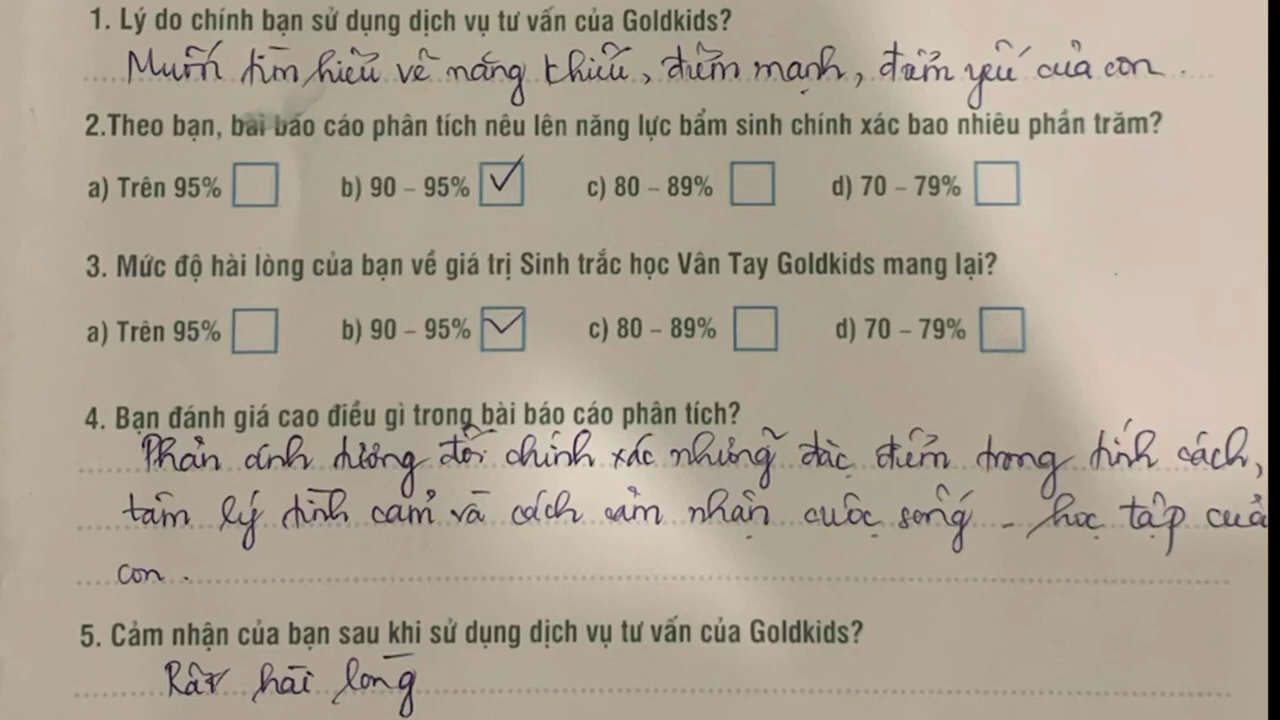 1. Lý do chính bạn sử dụng dịch vụ tư vấn của Goldkids?
Muốn tìm hiểu về năng khiếu, điểm mạnh, điểm yếu của con.
2.Theo bạn, bài báo cáo phân tích nêu lên năng lực bẩm sinh chính xác bao nhiêu phần trăm?
a) Trên 95% b) 90 – 95% ✓ c) 80 – 89% d) 70 – 79%
3. Mức độ hài lòng của bạn về giá trị Sinh trắc học Vân Tay Goldkids mang lại?
a) Trên 95% b) 90 – 95% ✓ c) 80 – 89% d) 70 – 79%
4. Bạn đánh giá cao điều gì trong bài báo cáo phân tích?
Phản ánh tương đối chính xác những đặc điểm trong tính cách,
tâm lý tình cảm và cách cảm nhận cuộc sống - học tập của
con.
5. Cảm nhận của bạn sau khi sử dụng dịch vụ tư vấn của Goldkids?
Rất hài lòng